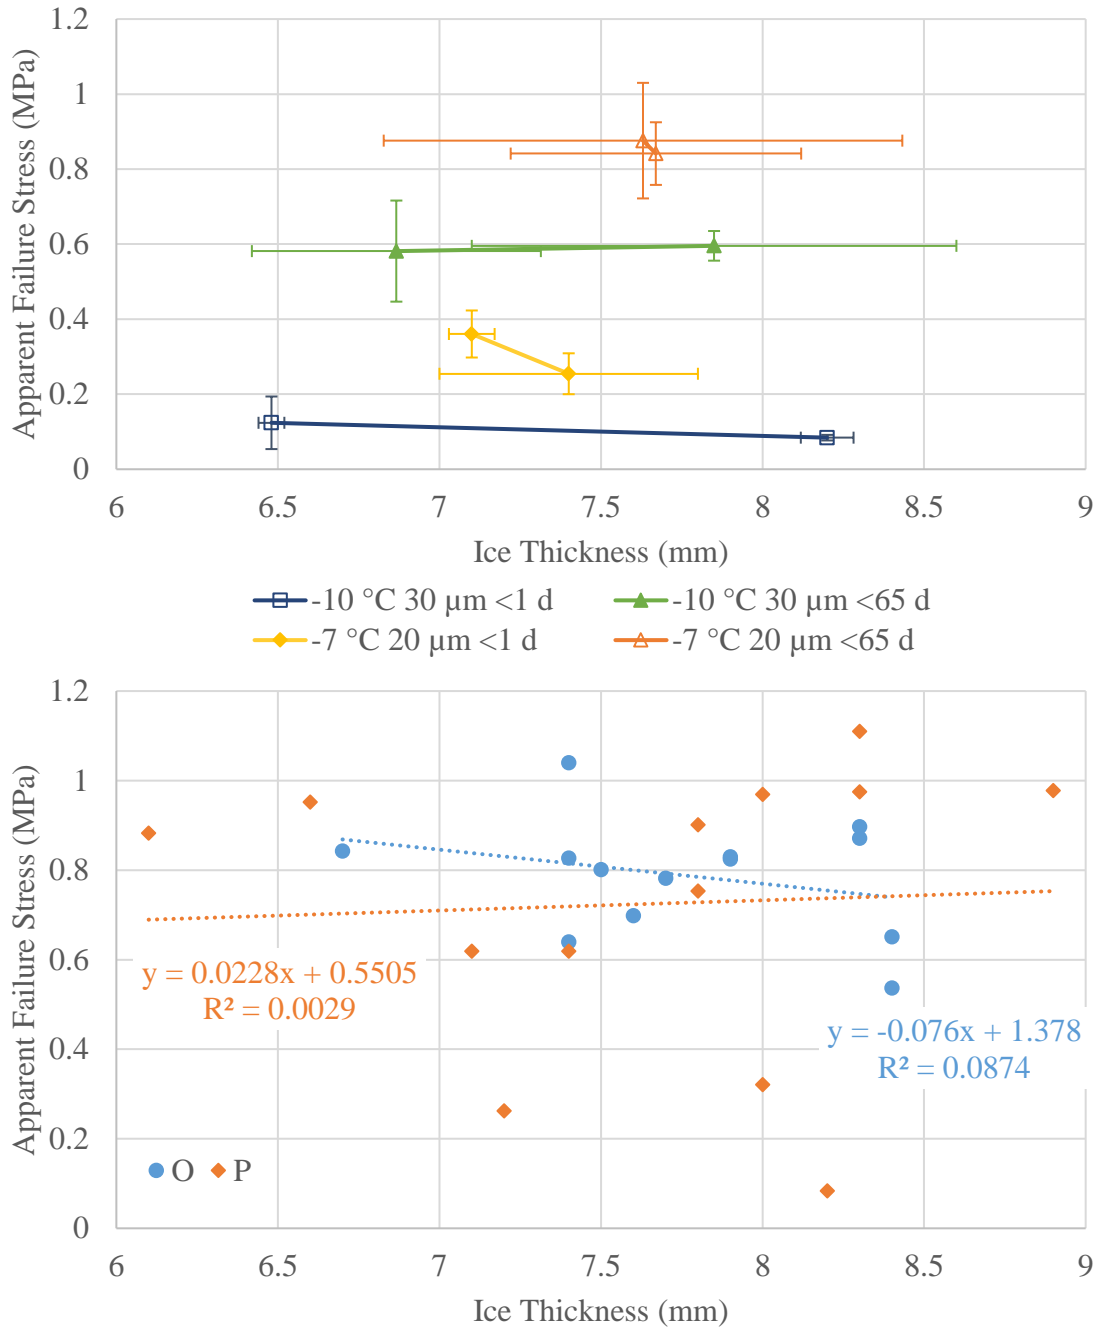 1.2
1
0.8
0.6
0.4
0.2
0
Apparent Failure Stress (MPa)
6 6.5 7 7.5 8 8.5 9
Ice Thickness (mm)
-10 °C 30 µm <1 d -10 °C 30 µm <65 d
-7 °C 20 µm <1 d -7 °C 20 µm <65 d
1.2
1
0.8
0.6
0.4
0.2
0
Apparent Failure Stress (MPa)
y = 0.0228x + 0.5505
R² = 0.0029
y = -0.076x + 1.378
R² = 0.0874
O P
6 6.5 7 7.5 8 8.5 9
Ice Thickness (mm)